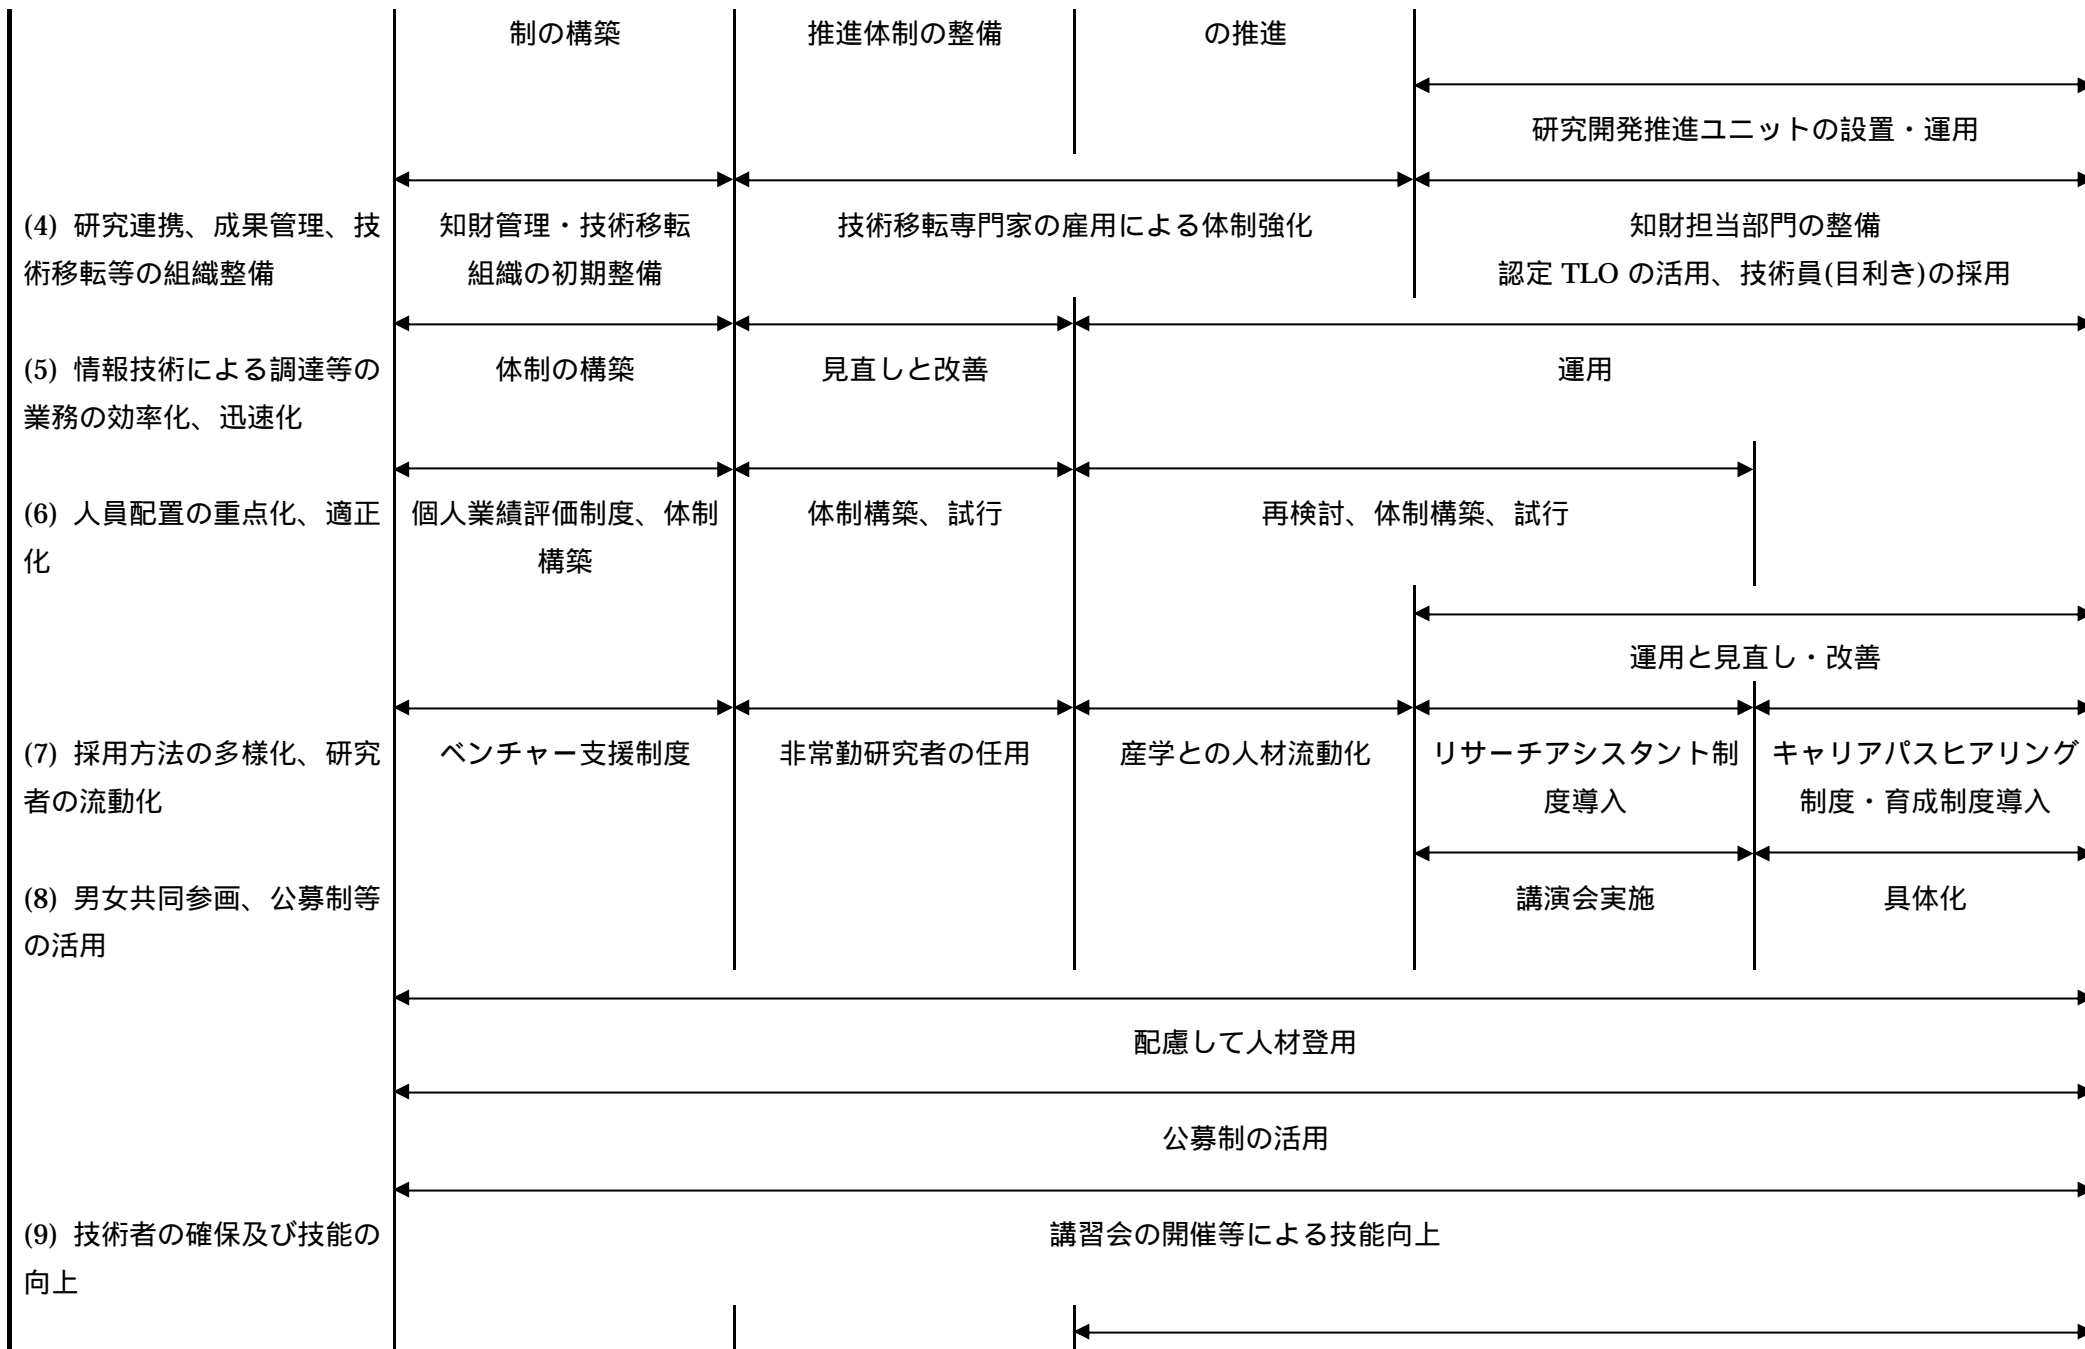 制の構築
推進体制の整備
の推進
研究開発推進ユニットの設置・運用
(4) 研究連携、成果管理、技
術移転等の組織整備
知財管理・技術移転
組織の初期整備
技術移転専門家の雇用による体制強化
知財担当部門の整備
認定 TLO の活用、技術員(目利き)の採用
(5) 情報技術による調達等の
業務の効率化、迅速化
体制の構築
見直しと改善
運用
(6) 人員配置の重点化、適正
化
個人業績評価制度、体制
構築
体制構築、試行
再検討、体制構築、試行
運用と見直し・改善
(7) 採用方法の多様化、研究
者の流動化
ベンチャー支援制度
非常勤研究者の任用
産学との人材流動化
リサーチアシスタント制
度導入
キャリアパスヒアリング
制度・育成制度導入
(8) 男女共同参画、公募制等
の活用
講演会実施
具体化
配慮して人材登用
公募制の活用
(9) 技術者の確保及び技能の
向上
講習会の開催等による技能向上